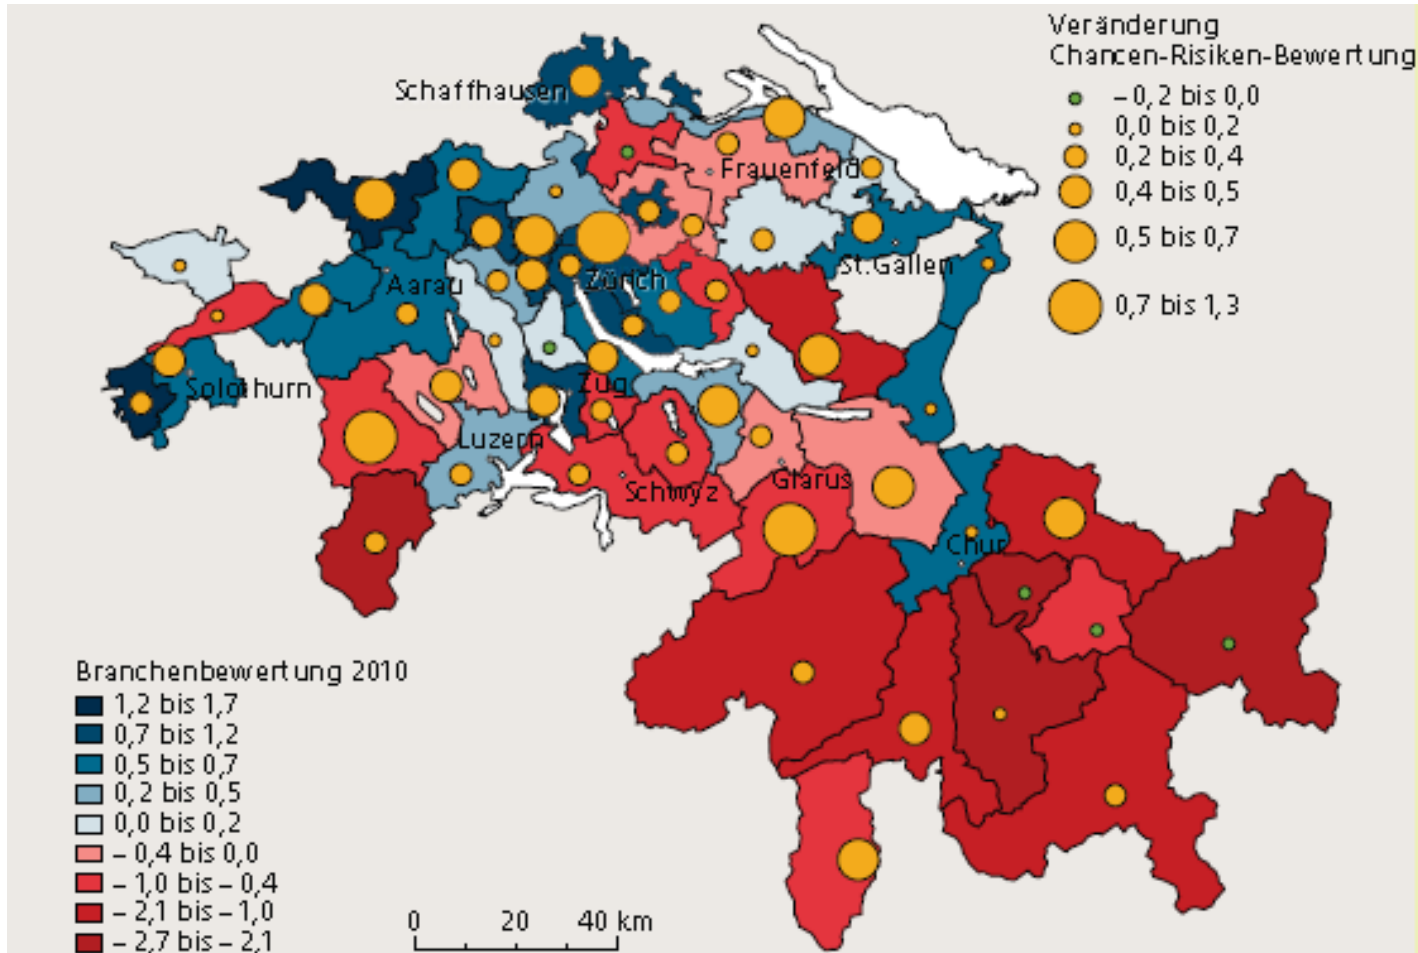 Veränderung
Chancen-Risiken-Bewertung
– 0,2 bis 0,0
0,0 bis 0,2
0,2 bis 0,4
0,4 bis 0,5
0,5 bis 0,7
0,7 bis 1,3
Schaffhausen
Frauenfeld
St.Gallen
Zürich
Aarau
Solothurn
Zug
Luzern
Schwyz
Glarus
Chur
Branchenbewertung 2010
1,2 bis 1,7
0,7 bis 1,2
0,5 bis 0,7
0,2 bis 0,5
0,0 bis 0,2
– 0,4 bis 0,0
– 1,0 bis – 0,4
– 2,1 bis – 1,0
– 2,7 bis – 2,1
0 20 40 km